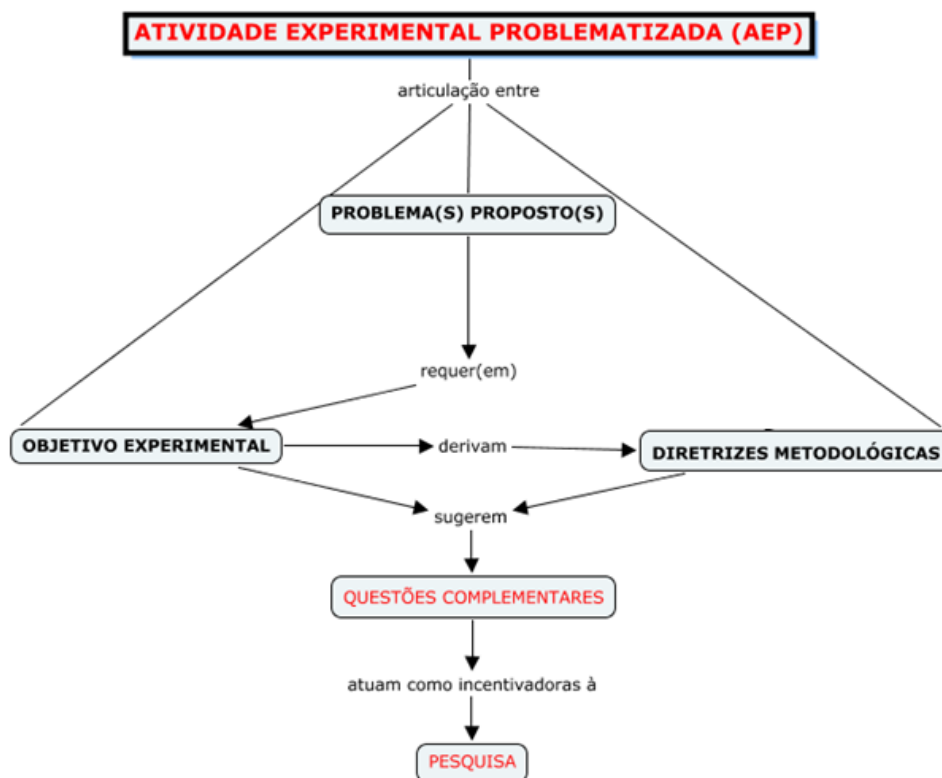 ATIVIDADE EXPERIMENTAL PROBLEMATIZADA (AEP)
articulação entre
PROBLEMA(S) PROPOSTO(S)
requer(em)
OBJETIVO EXPERIMENTAL
derivam
DIRETRIZES METODOLÓGICAS
sugerem
QUESTÕES COMPLEMENTARES
atuam como incentivadoras à
PESQUISA